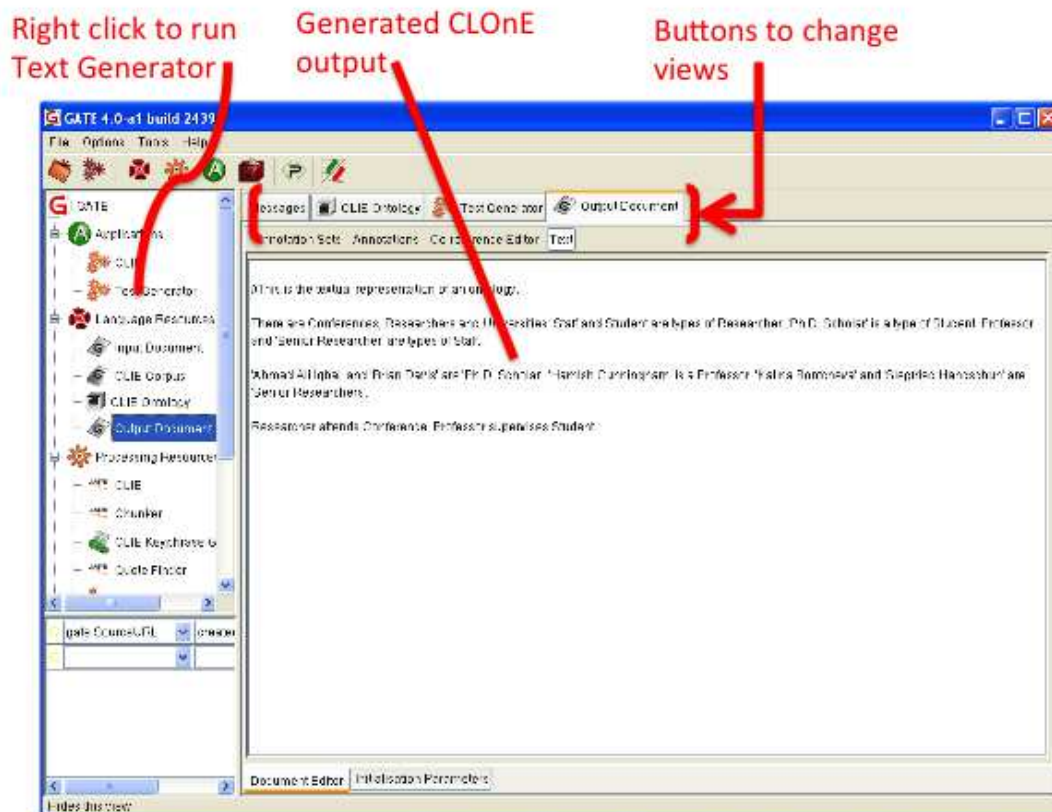 Right click to run
Text Generator
Generated CLOnE
output
Buttons to change
views
GATE 4.0-a1 build 2439
File Options Tools Help
GATE
Applications
CLIE
Text Generator
Language Resources
Input Document
CLIE Corpus
CLIE Ontology
Output Document
Processing Resources
CLIE
Chunker
CLIE Keyphrase G
Quote Finder
gate.SourceURL created
Messages CLIE Ontology Text Generator Output Document
Annotation Sets Annotations Co-reference Editor Text
This is the textual representation of an ontology.
There are Conferences, Researchers and Universities. Staff and Student are types of Researcher. 'Ph.D. Scholar' is a type of Student. Professor
and 'Senior Researcher' are types of Staff.
'Ahmad Ali Iqbal' and 'Brian Davis' are 'Ph.D. Scholar'. 'Hamish Cunningham' is a Professor. 'Kalina Bontcheva' and 'Siegfried Handschuh' are
'Senior Researchers'.
Researcher attends Conference. Professor supervises Student.
Document Editor Initialisation Parameters
Hides this view